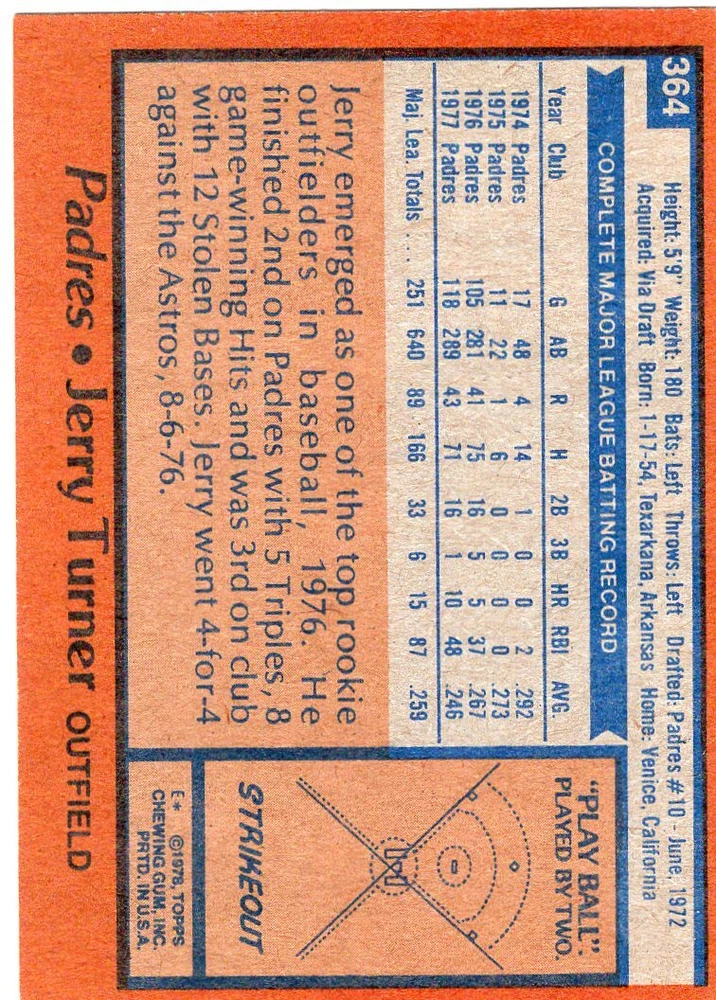 364
Height: 5'9" Weight: 180 Bats: Left Throws: Left Drafted: Padres #10 - June, 1972
Acquired: Via Draft Born: 1-17-54, Texarkana, Arkansas Home: Venice, California
COMPLETE MAJOR LEAGUE BATTING RECORD
Year Club G AB R H 2B 3B HR RBI AVG.
1974 Padres 17 48 4 14 1 0 0 2 .292
1975 Padres 11 22 1 6 0 0 0 0 .273
1976 Padres 105 281 41 75 16 5 5 37 .267
1977 Padres 118 289 43 71 16 1 10 48 .246
Maj. Lea. Totals .... 251 640 89 166 33 6 15 87 .259
Jerry emerged as one of the top rookie
outfielders in baseball, 1976. He
finished 2nd on Padres with 5 Triples, 8
game-winning Hits and was 3rd on club
with 12 Stolen Bases. Jerry went 4-for-4
against the Astros, 8-6-76.
"PLAY BALL".
PLAYED BY TWO.
STRIKEOUT
E* ©1978, TOPPS
CHEWING GUM, INC.
PRTD. IN U.S.A.
Padres • Jerry Turner OUTFIELD